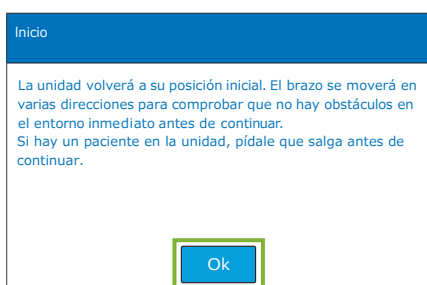 Inicio
La unidad volverá a su posición inicial. El brazo se moverá en
varias direcciones para comprobar que no hay obstáculos en
el entorno inmediato antes de continuar.
Si hay un paciente en la unidad, pídale que salga antes de
continuar.
Ok